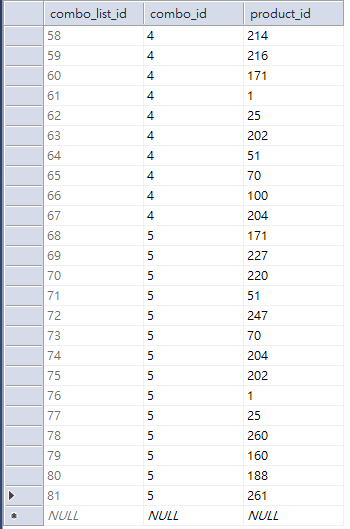 combo_list_id combo_id product_id
58 4 214
59 4 216
60 4 171
61 4 1
62 4 25
63 4 202
64 4 51
65 4 70
66 4 100
67 4 204
68 5 171
69 5 227
70 5 220
71 5 51
72 5 247
73 5 70
74 5 204
75 5 202
76 5 1
77 5 25
78 5 260
79 5 160
80 5 188
81 5 261
NULL NULL NULL